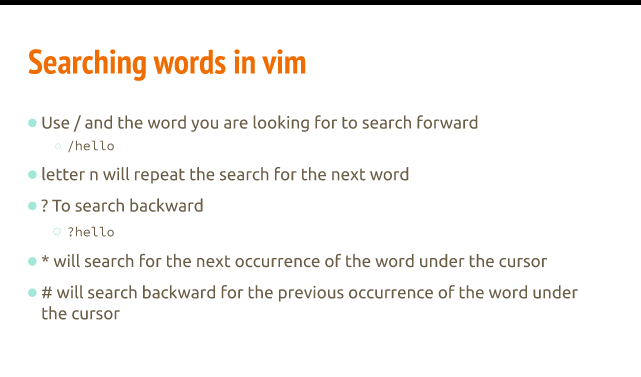 Searching words in vim
Use / and the word you are looking for to search forward
/hello
letter n will repeat the search for the next word
? To search backward
?hello
* will search for the next occurrence of the word under the cursor
# will search backward for the previous occurrence of the word under
the cursor